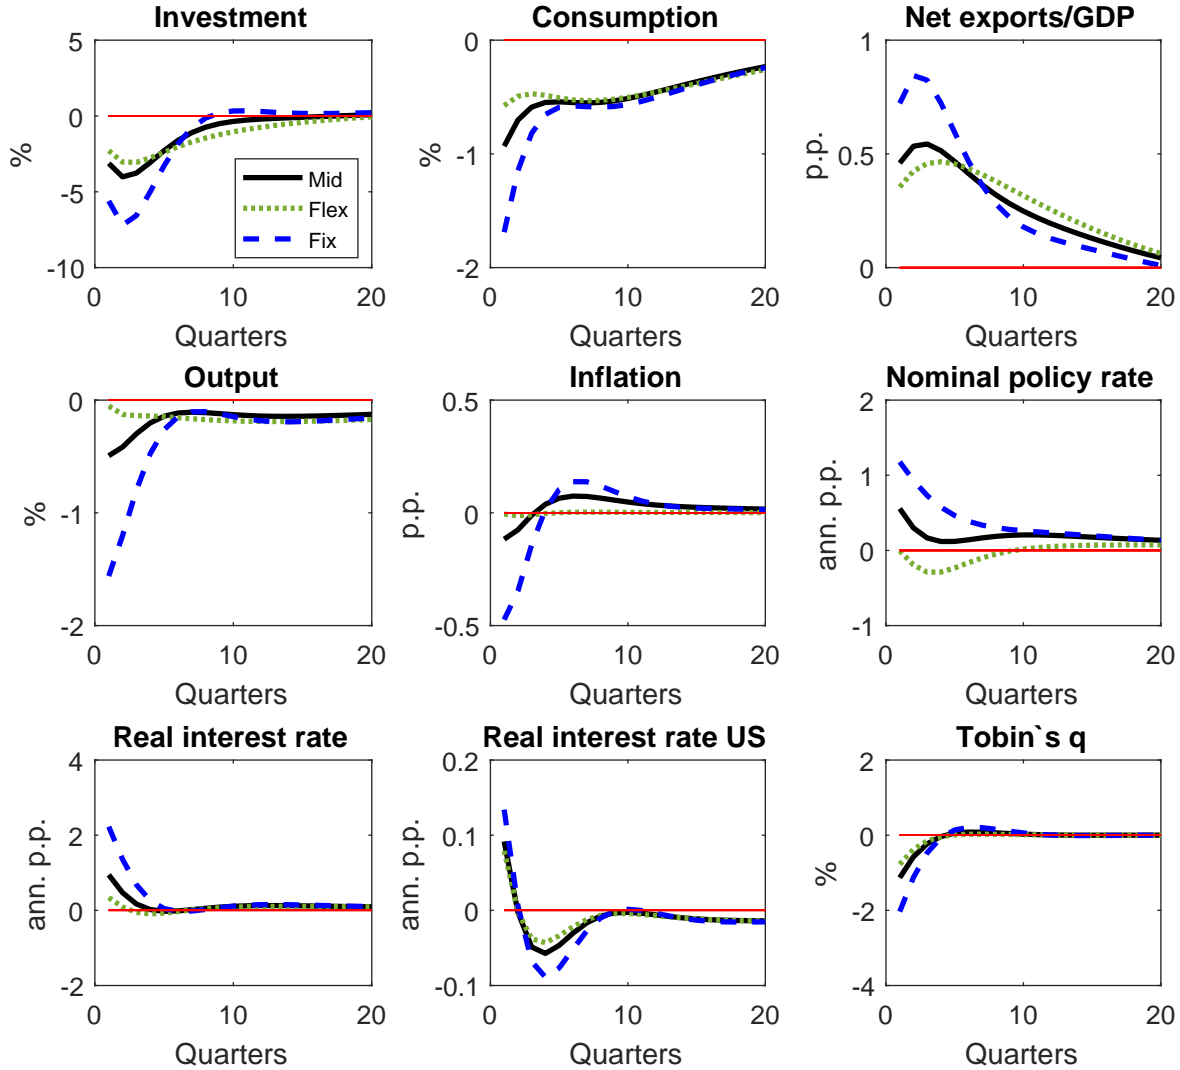 Investment
5
0
-5
-10
%
0
10
20
Quarters
Mid
Flex
Fix
Consumption
0
-1
-2
%
0
10
20
Quarters
Net exports/GDP
1
0.5
0
p.p.
0
10
20
Quarters
Output
0
-1
-2
%
0
10
20
Quarters
Inflation
0.5
0
-0.5
p.p.
0
10
20
Quarters
Nominal policy rate
2
1
0
-1
ann. p.p.
0
10
20
Quarters
Real interest rate
4
2
0
-2
ann. p.p.
0
10
20
Quarters
Real interest rate US
0.2
0.1
0
-0.1
ann. p.p.
0
10
20
Quarters
Tobin`s q
2
0
-2
-4
%
0
10
20
Quarters